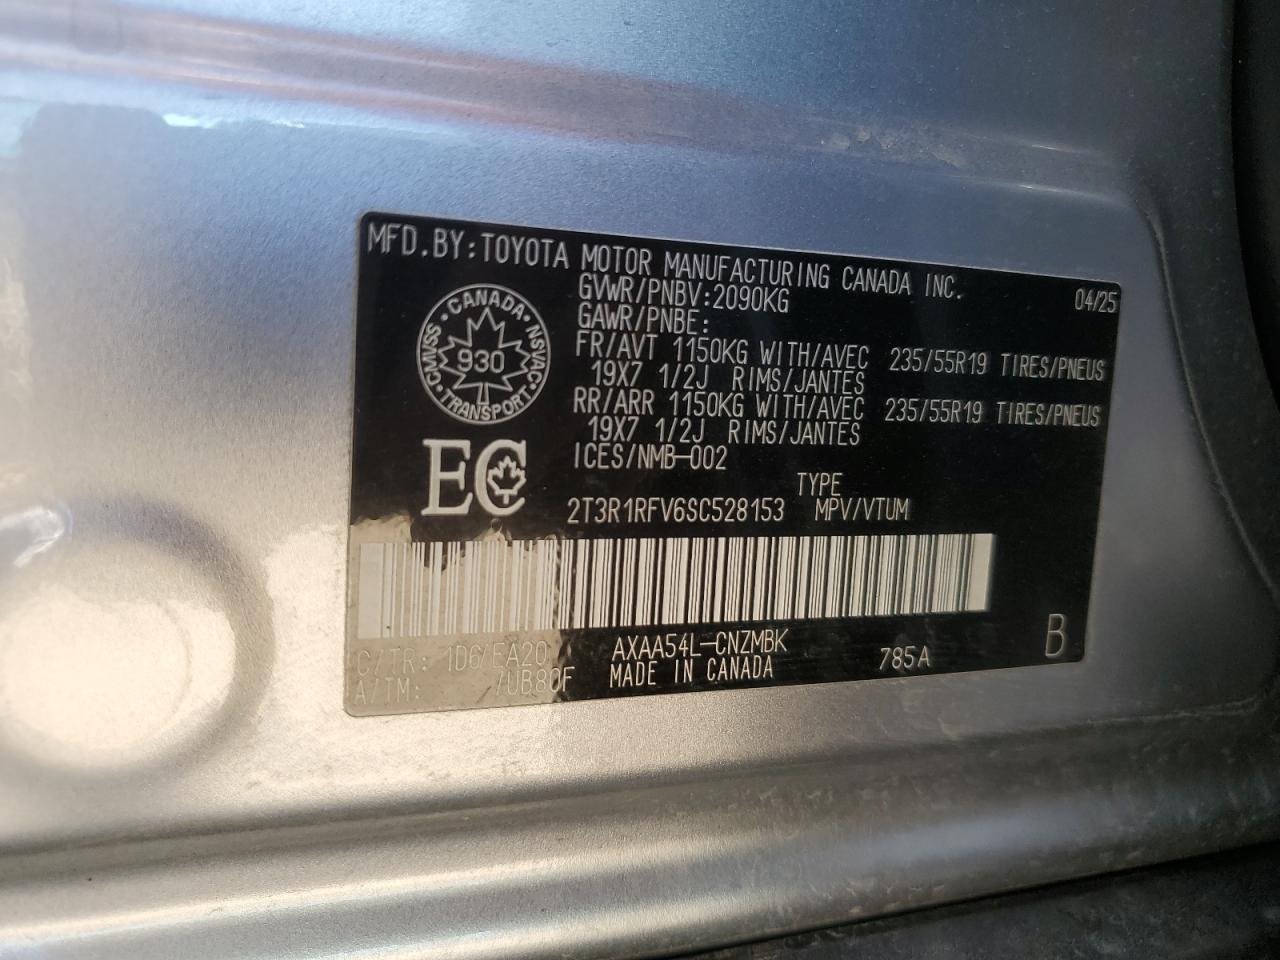 MFD.BY:TOYOTA MOTOR MANUFACTURING CANADA INC. 04/25
GVWR/PNBV:2090KG
GAWR/PNBE:
FR/AVT 1150KG WITH/AVEC 235/55R19 TIRES/PNEUS
19X7 1/2J RIMS/JANTES
RR/ARR 1150KG WITH/AVEC 235/55R19 TIRES/PNEUS
19X7 1/2J RIMS/JANTES
ICES/NMB-002
CANADA · NSVAC · TRANSPORT · CMVSS ·
930
EC
TYPE
2T3R1RFV6SC528153 MPV/VTUM
C/TR: 1D6/EA20 AXAA54L-CNZMBK 785A B
A/TM: /UB80F MADE IN CANADA